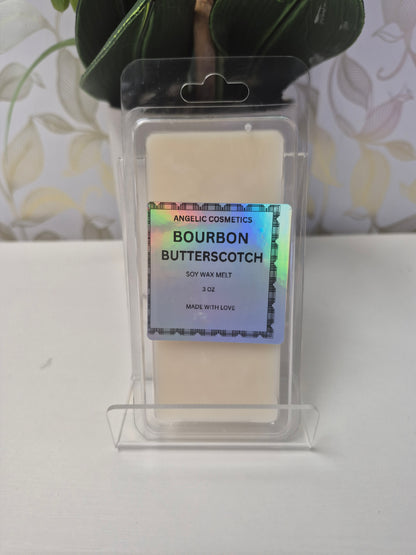 ANGELIC COSMETICS
BOURBON
BUTTERSCOTCH
SOY WAX MELT
3 OZ
MADE WITH LOVE